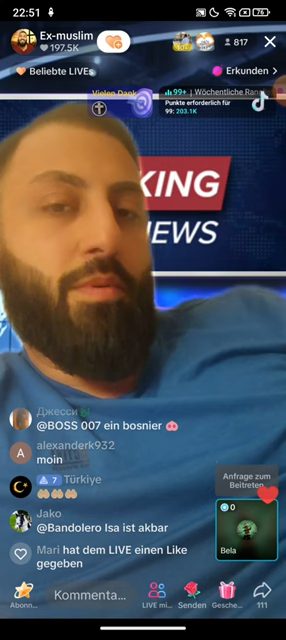 22:51
76
Ex-muslim
197.5K
817
Beliebte LIVEs
Erkunden >
Vielen Dank
99+ | Wöchentliche Ran
Punkte erforderlich für
99: 203.1K
KING
NEWS
Джесси
@BOSS 007 ein bosnier 🐽
alexanderk932
A
moin
7 Türkiye
🤲🏼🤲🏼🤲🏼
Jako
@Bandolero Isa ist akbar
Mari hat dem LIVE einen Like
gegeben
Anfrage zum
Beitreten
0
Bela
Kommenta...
Abonn...
LIVE mi...
Senden
Gesche...
111